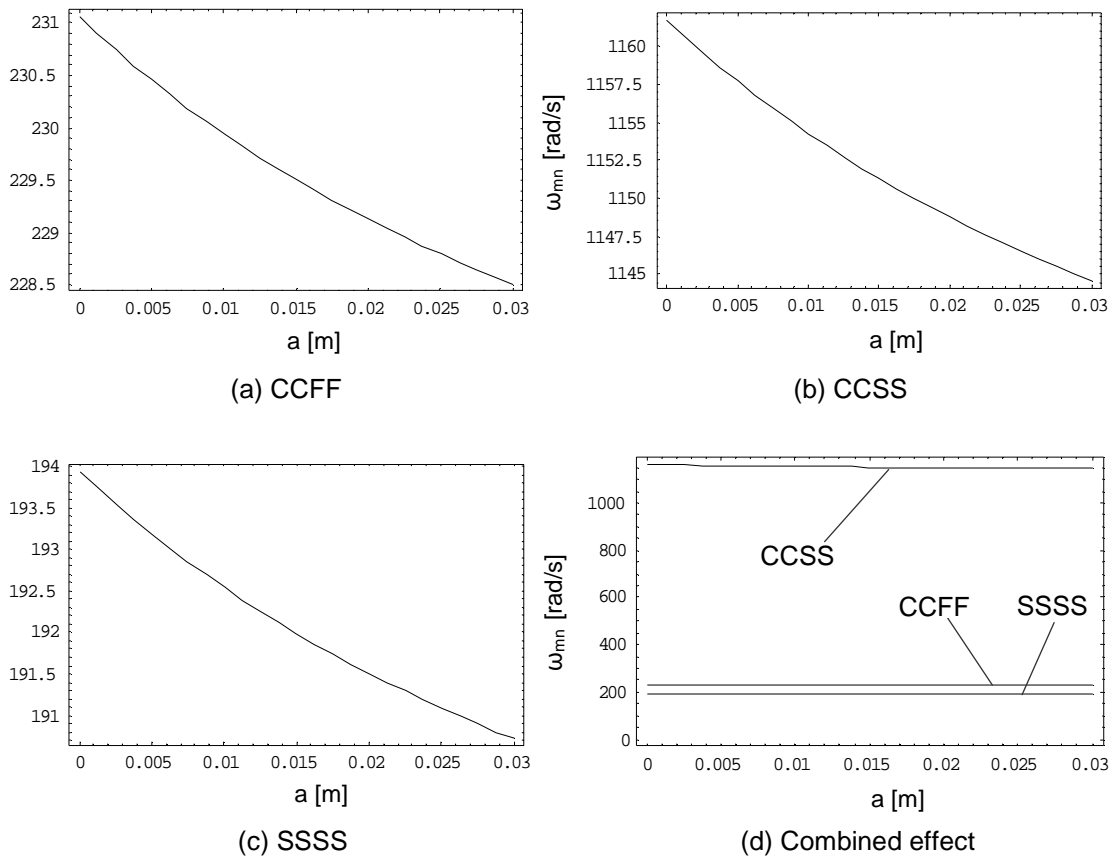 231
230.5
230
229.5
229
228.5
0 0.005 0.01 0.015 0.02 0.025 0.03
a [m]
(a) CCFF
ωmn [rad/s]
1160
1157.5
1155
1152.5
1150
1147.5
1145
0 0.005 0.01 0.015 0.02 0.025 0.03
a [m]
(b) CCSS
194
193.5
193
192.5
192
191.5
191
0 0.005 0.01 0.015 0.02 0.025 0.03
a [m]
(c) SSSS
ωmn [rad/s]
1000
800
600
400
200
0
CCSS
CCFF
SSSS
0 0.005 0.01 0.015 0.02 0.025 0.03
a [m]
(d) Combined effect